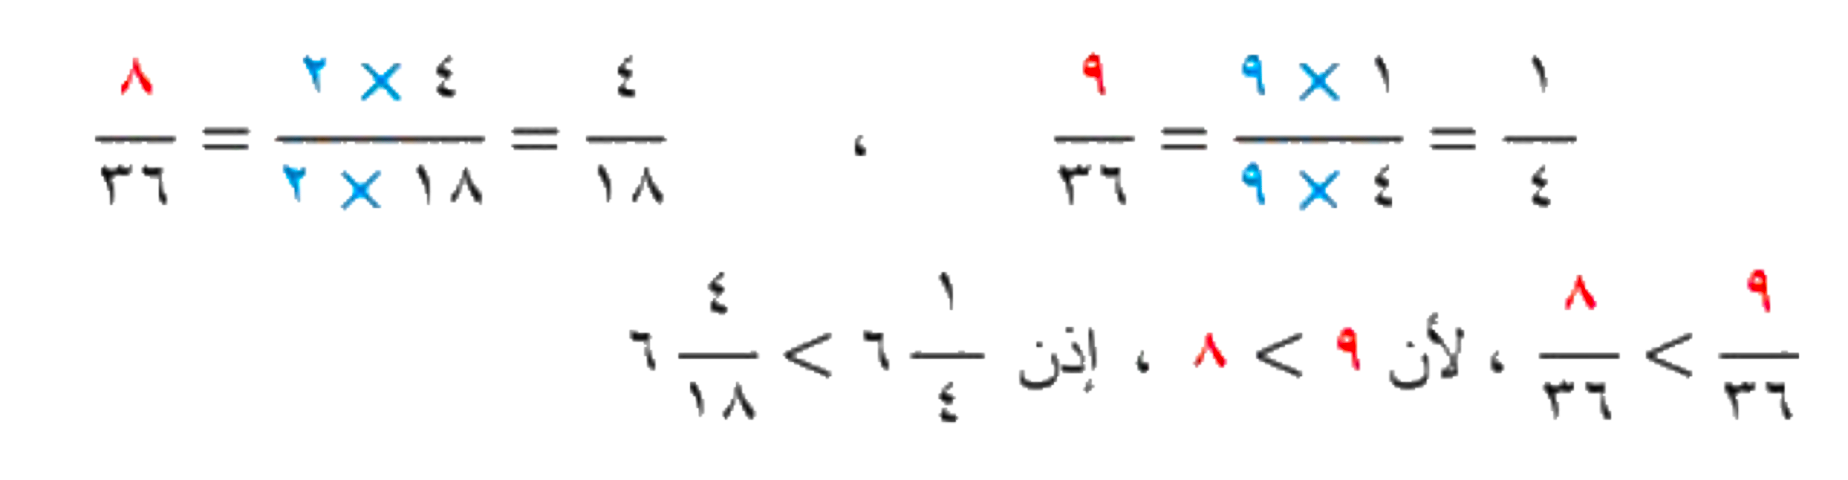 ١/٤ = (١ × ٩)/(٤ × ٩) = ٩/٣٦ ، ٤/١٨ = (٤ × ٢)/(١٨ × ٢) = ٨/٣٦
٩/٣٦ > ٨/٣٦ ، لأن ٩ > ٨ ، إذن ٦ ١/٤ > ٦ ٤/١٨